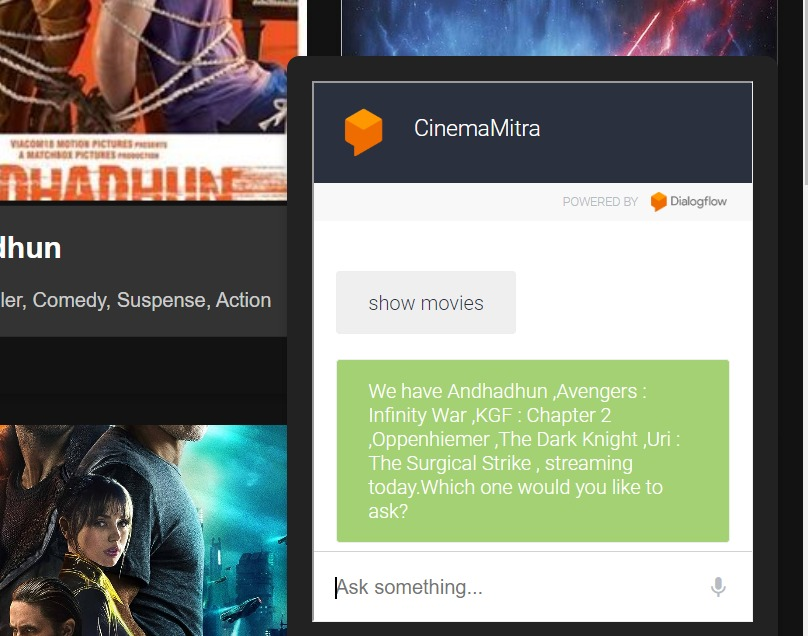 VIACOM18 MOTION PICTURES PRESENTS
A MATCHBOX PICTURES PRODUCTION
DHADHUN
dhun
ler, Comedy, Suspense, Action
CinemaMitra
POWERED BY Dialogflow
show movies
We have Andhadhun ,Avengers :
Infinity War ,KGF : Chapter 2
,Oppenhiemer ,The Dark Knight ,Uri :
The Surgical Strike , streaming
today.Which one would you like to
ask?
Ask something...